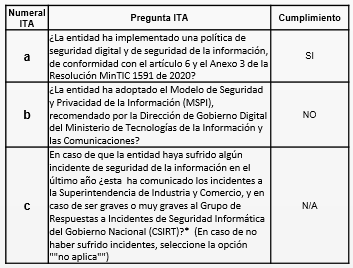 Numeral
ITA
Pregunta ITA
Cumplimiento
a
¿La entidad ha implementado una política de
seguridad digital y de seguridad de la información,
de conformidad con el artículo 6 y el Anexo 3 de la
Resolución MinTIC 1591 de 2020?
SI
b
¿La entidad ha adoptado el Modelo de Seguridad
y Privacidad de la Información (MSPI),
recomendado por la Dirección de Gobierno Digital
del Ministerio de Tecnologías de la Información y
las Comunicaciones?
NO
c
En caso de que la entidad haya sufrido algún
incidente de seguridad de la información en el
último año ¿esta ha comunicado los incidentes a
la Superintendencia de Industria y Comercio, y en
caso de ser graves o muy graves al Grupo de
Respuestas a Incidentes de Seguridad Informática
del Gobierno Nacional (CSIRT)?* (En caso de no
haber sufrido incidentes, seleccione la opción
""no aplica"")
N/A